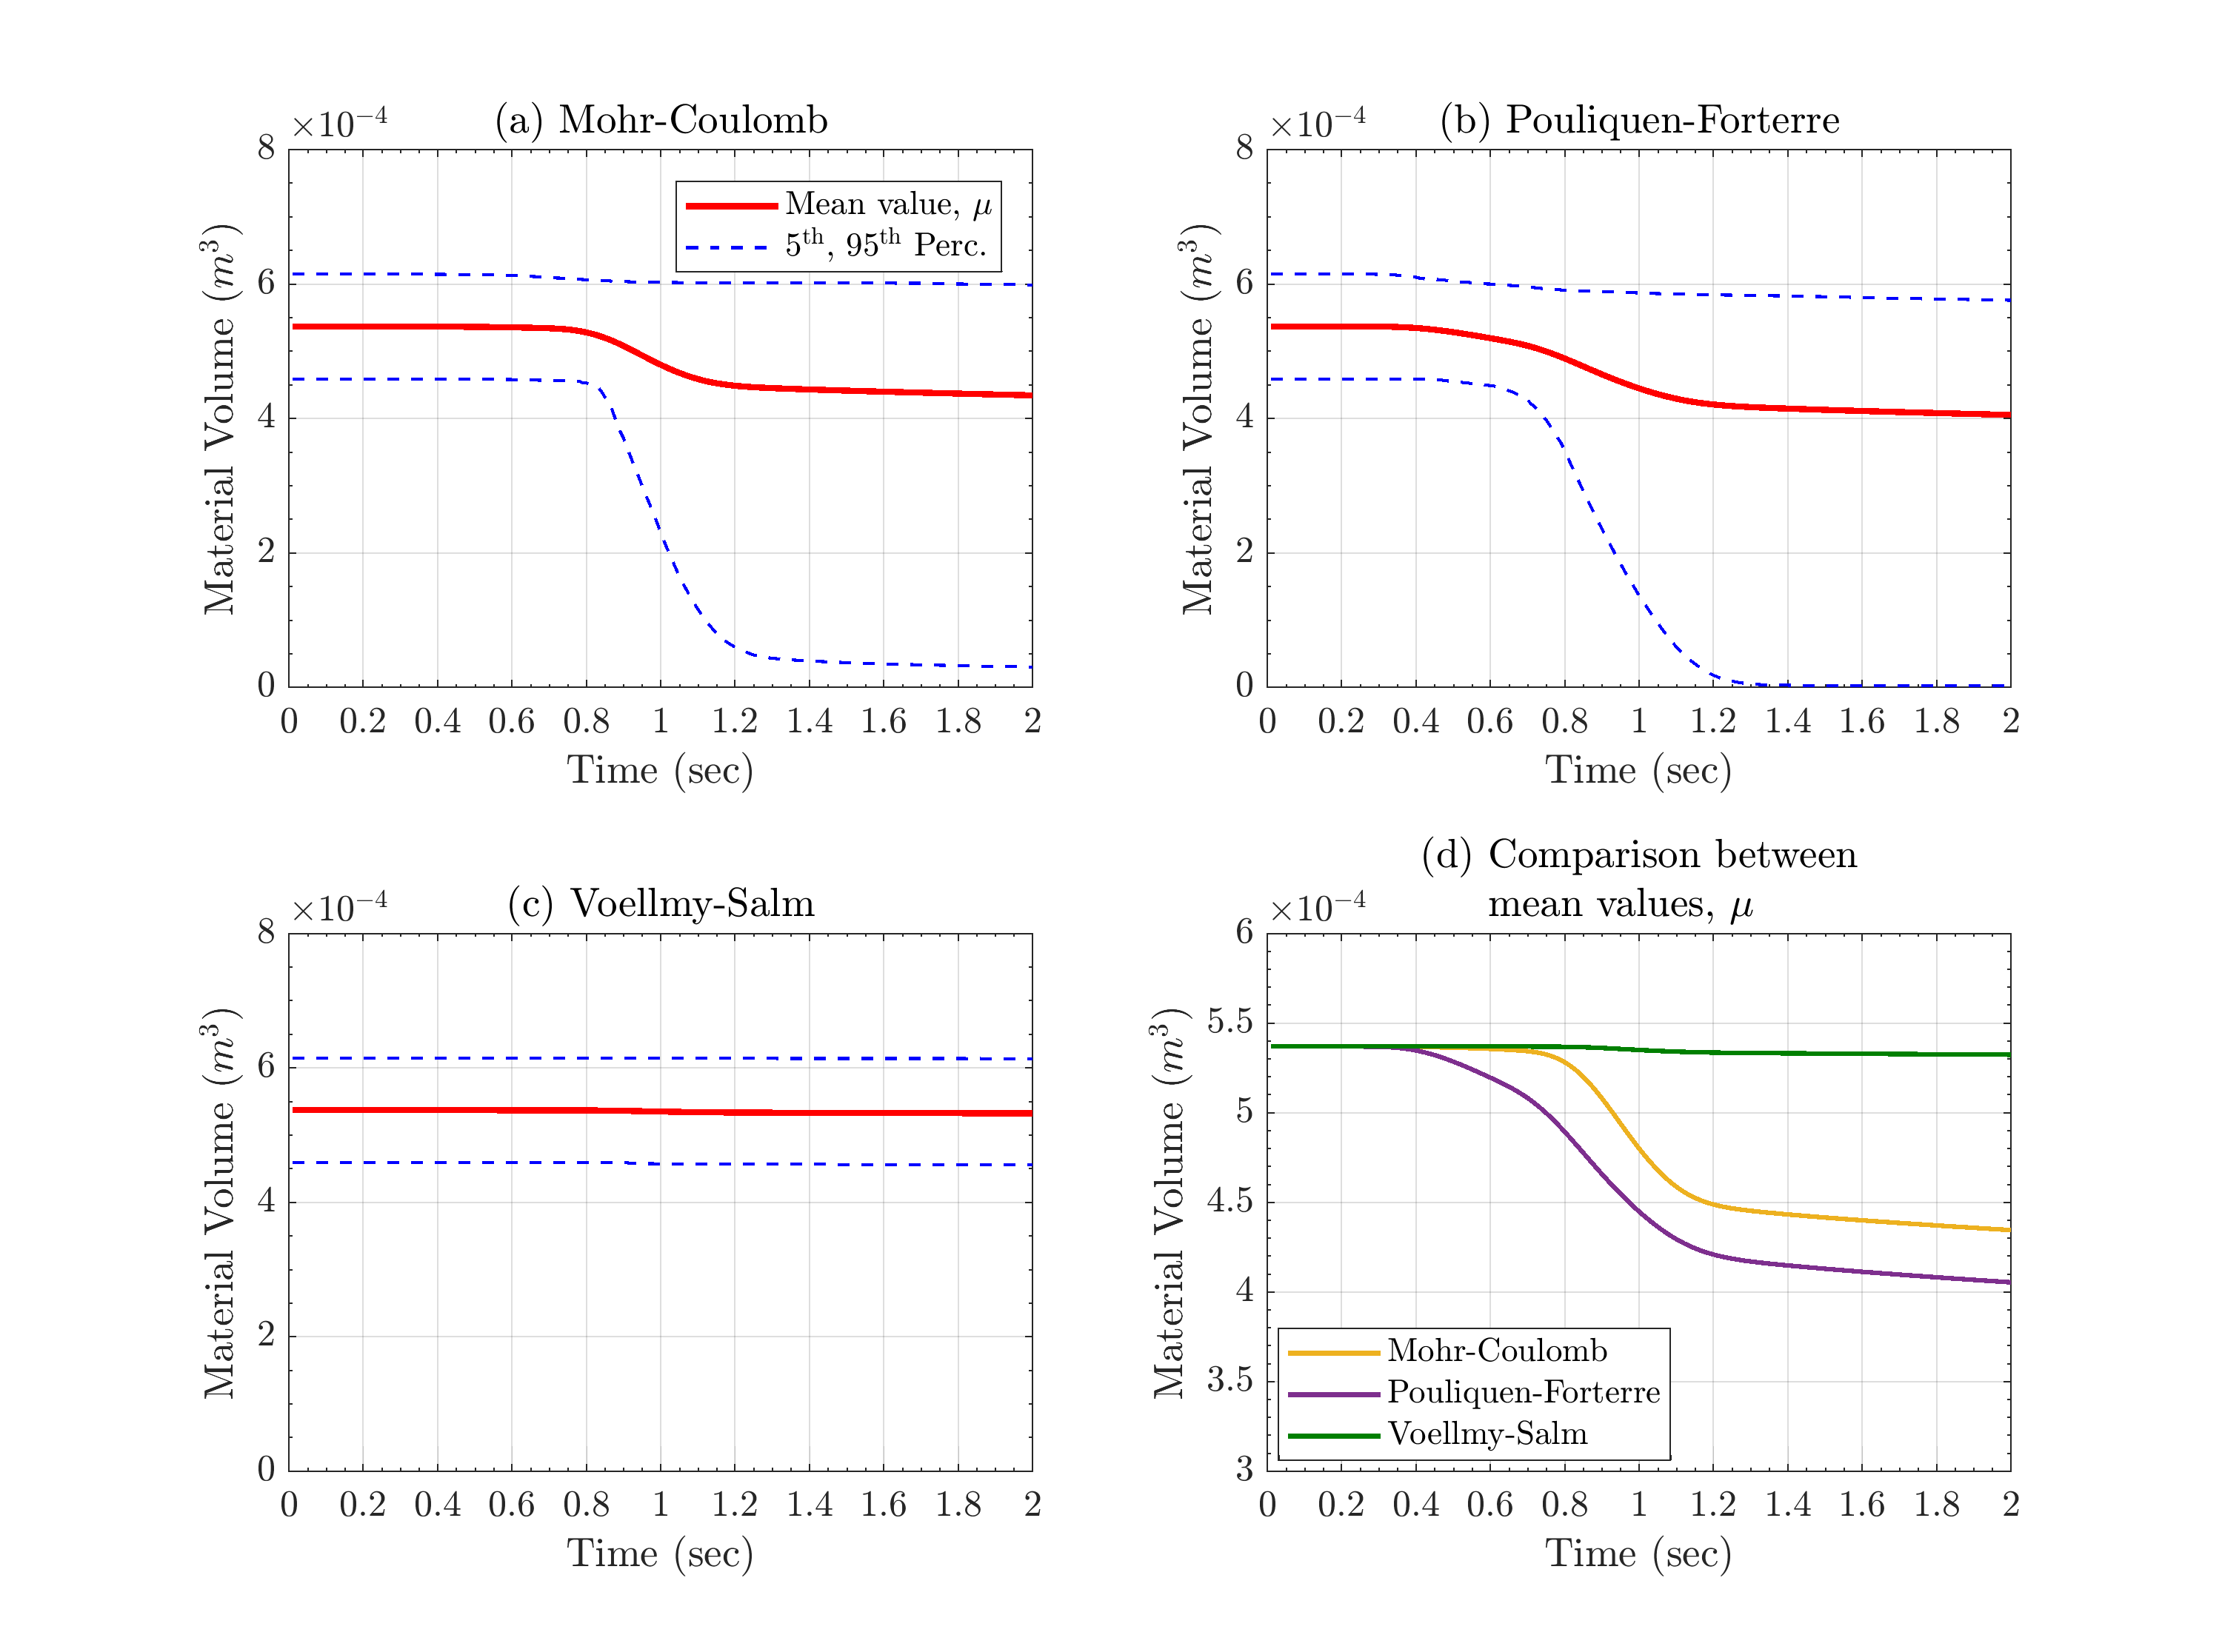 (a) Mohr-Coulomb
×10⁻⁴
8
6
4
2
0
Material Volume (m³)
Mean value, μ
5ᵗʰ, 95ᵗʰ Perc.
0 0.2 0.4 0.6 0.8 1 1.2 1.4 1.6 1.8 2
Time (sec)
(b) Pouliquen-Forterre
×10⁻⁴
8
6
4
2
0
Material Volume (m³)
0 0.2 0.4 0.6 0.8 1 1.2 1.4 1.6 1.8 2
Time (sec)
(c) Voellmy-Salm
×10⁻⁴
8
6
4
2
0
Material Volume (m³)
0 0.2 0.4 0.6 0.8 1 1.2 1.4 1.6 1.8 2
Time (sec)
(d) Comparison between
mean values, μ
×10⁻⁴
6
5.5
5
4.5
4
3.5
3
Material Volume (m³)
Mohr-Coulomb
Pouliquen-Forterre
Voellmy-Salm
0 0.2 0.4 0.6 0.8 1 1.2 1.4 1.6 1.8 2
Time (sec)